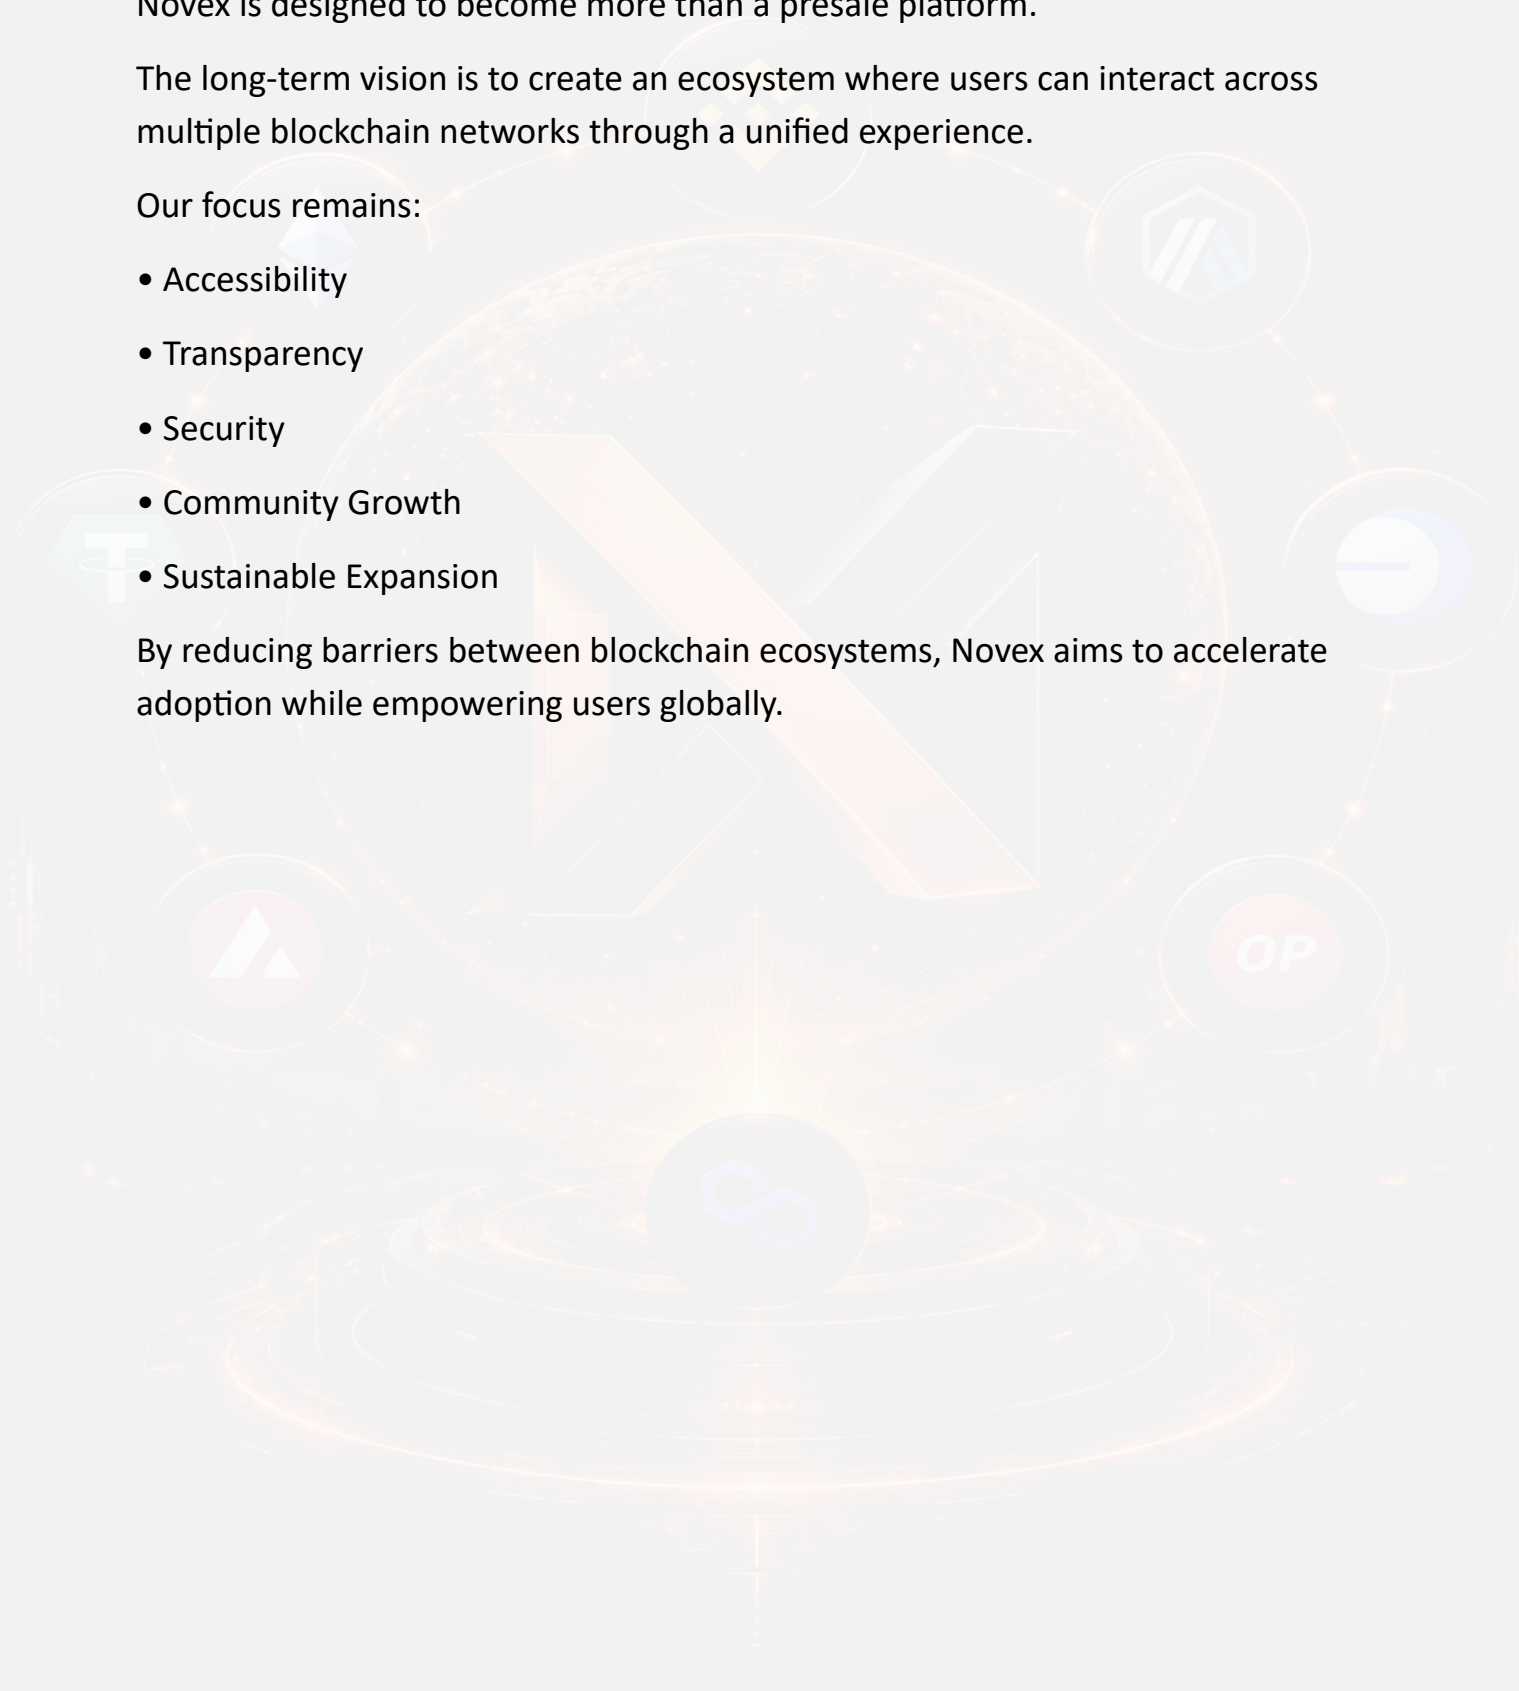 Novex is designed to become more than a presale platform.
The long-term vision is to create an ecosystem where users can interact across
multiple blockchain networks through a unified experience.
Our focus remains:
• Accessibility
• Transparency
• Security
• Community Growth
• Sustainable Expansion
By reducing barriers between blockchain ecosystems, Novex aims to accelerate
adoption while empowering users globally.
OP